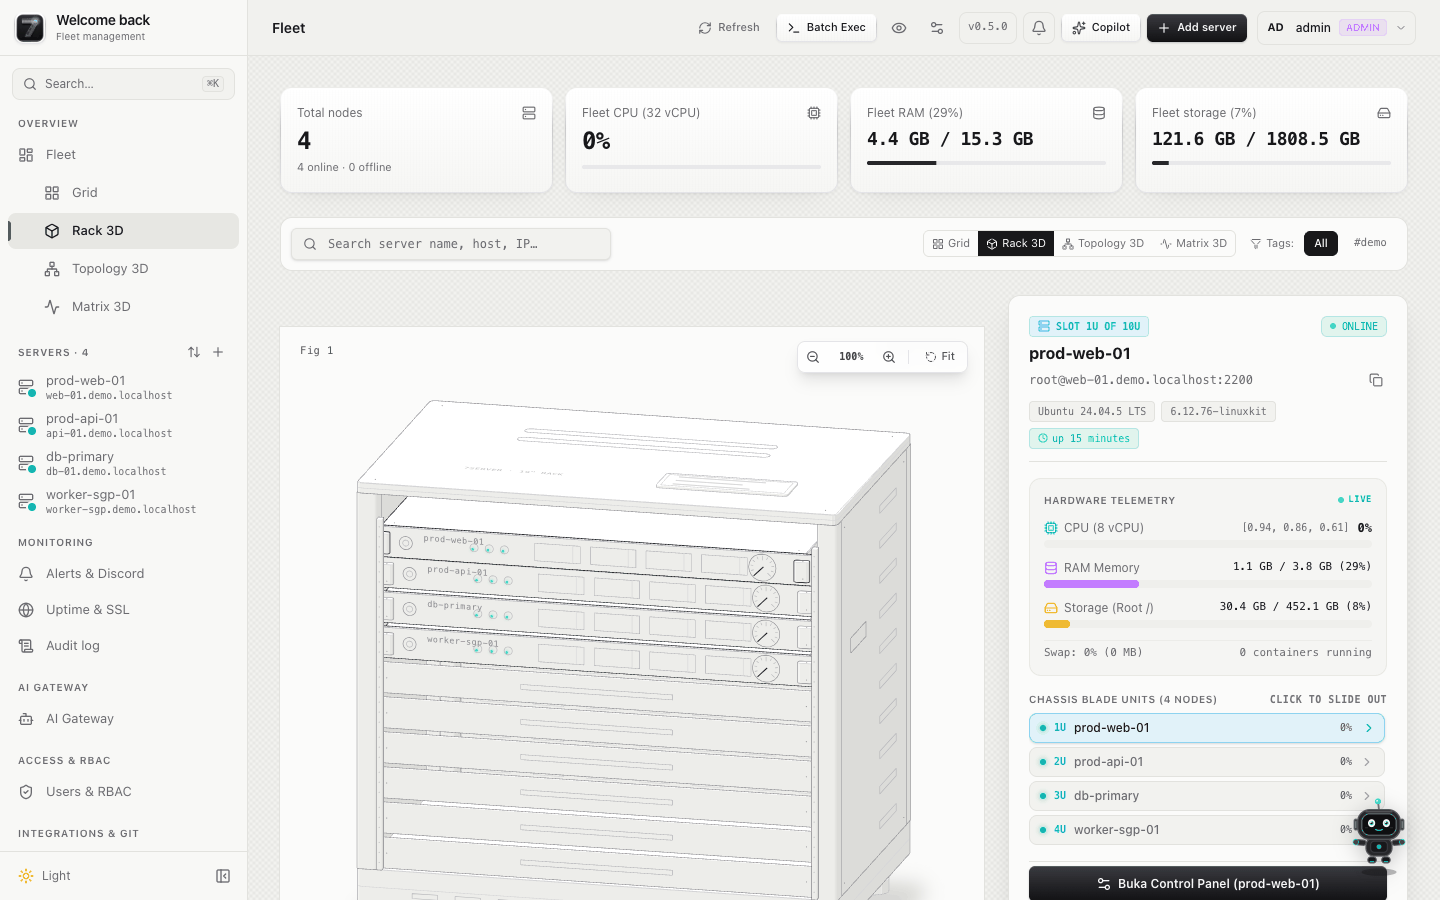 Welcome back
Fleet management
Search...
⌘K
OVERVIEW
Fleet
Grid
Rack 3D
Topology 3D
Matrix 3D
SERVERS · 4
prod-web-01
web-01.demo.localhost
prod-api-01
api-01.demo.localhost
db-primary
db-01.demo.localhost
worker-sgp-01
worker-sgp.demo.localhost
MONITORING
Alerts & Discord
Uptime & SSL
Audit log
AI GATEWAY
AI Gateway
ACCESS & RBAC
Users & RBAC
INTEGRATIONS & GIT
Light
Fleet
Refresh
Batch Exec
v0.5.0
Copilot
Add server
AD admin ADMIN
Total nodes
4
4 online · 0 offline
Fleet CPU (32 vCPU)
0%
Fleet RAM (29%)
4.4 GB / 15.3 GB
Fleet storage (7%)
121.6 GB / 1808.5 GB
Search server name, host, IP…
Grid
Rack 3D
Topology 3D
Matrix 3D
Tags:
All
#demo
Fig 1
100%
Fit
prod-web-01
prod-api-01
db-primary
worker-sgp-01
SLOT 1U OF 10U
ONLINE
prod-web-01
root@web-01.demo.localhost:2200
Ubuntu 24.04.5 LTS
6.12.76-linuxkit
up 15 minutes
HARDWARE TELEMETRY
LIVE
CPU (8 vCPU)
[0.94, 0.86, 0.61] 0%
RAM Memory
1.1 GB / 3.8 GB (29%)
Storage (Root /)
30.4 GB / 452.1 GB (8%)
Swap: 0% (0 MB)
0 containers running
CHASSIS BLADE UNITS (4 NODES)
CLICK TO SLIDE OUT
1U prod-web-01 0%
2U prod-api-01 0%
3U db-primary 0%
4U worker-sgp-01 0%
Buka Control Panel (prod-web-01)